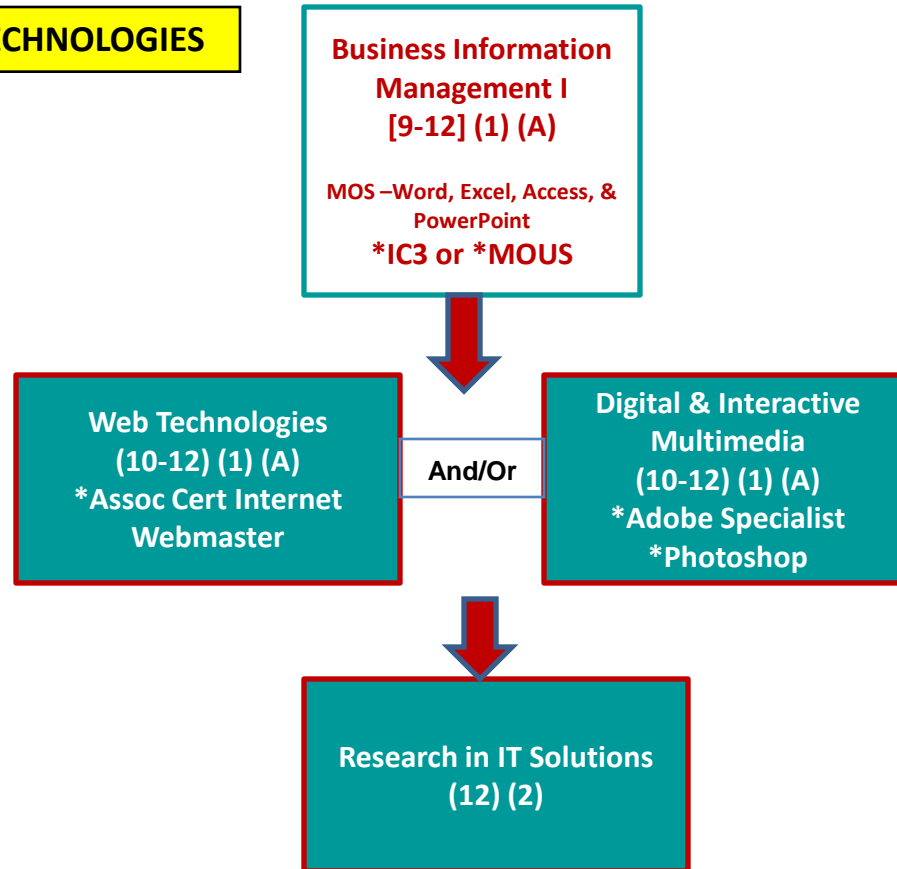 ECHNOLOGIES
Business Information
Management I
[9-12] (1) (A)
MOS –Word, Excel, Access, &
PowerPoint
*IC3 or *MOUS
Web Technologies
(10-12) (1) (A)
*Assoc Cert Internet
Webmaster
And/Or
Digital & Interactive
Multimedia
(10-12) (1) (A)
*Adobe Specialist
*Photoshop
Research in IT Solutions
(12) (2)